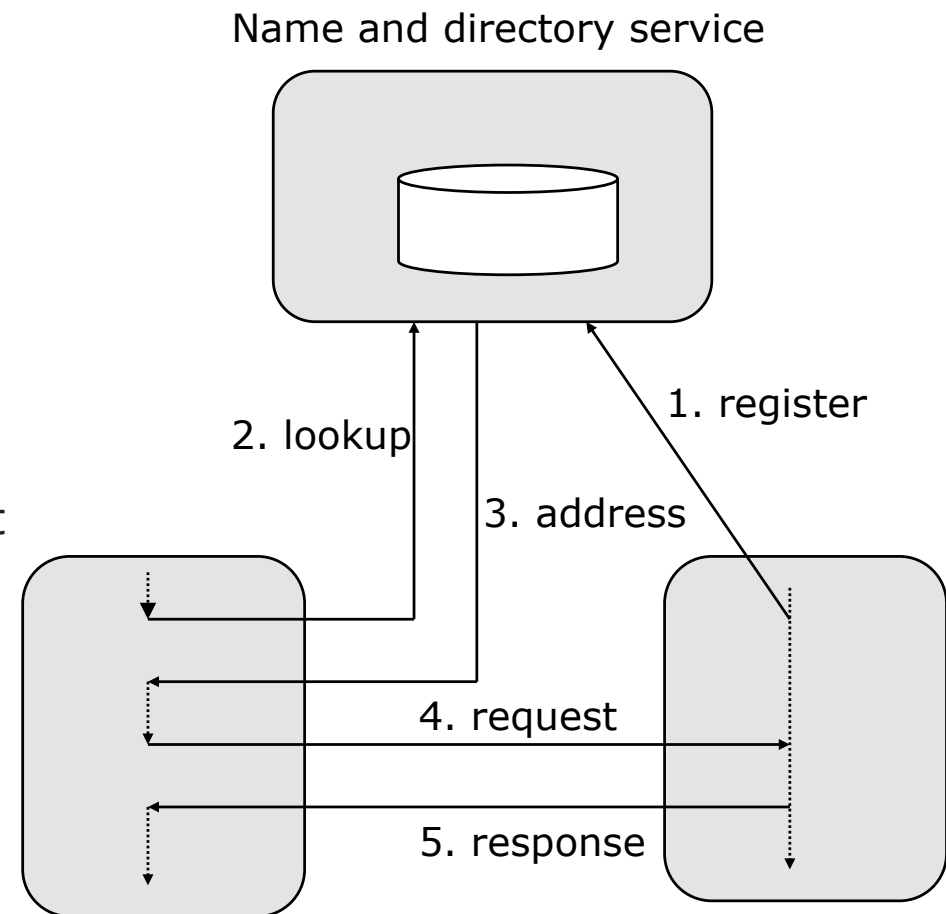 Name and directory service
1. register
2. lookup
3. address
t
4. request
5. response